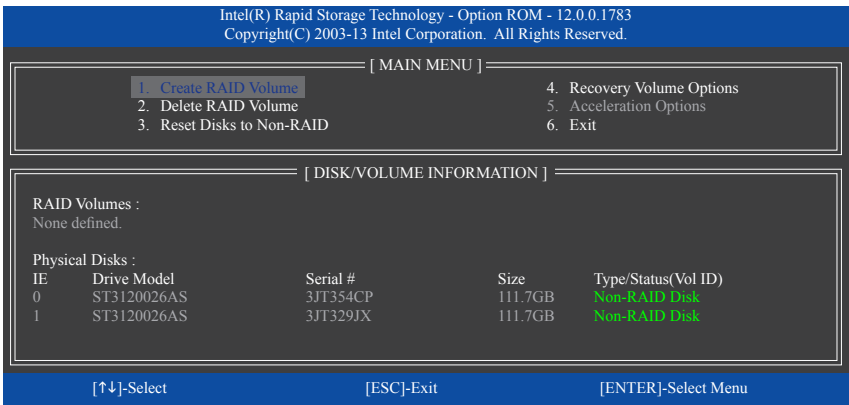 Intel(R) Rapid Storage Technology - Option ROM - 12.0.0.1783
Copyright(C) 2003-13 Intel Corporation.  All Rights Reserved.
[ MAIN MENU ]
1.  Create RAID Volume    4.  Recovery Volume Options
2.  Delete RAID Volume    5.  Acceleration Options
3.  Reset Disks to Non-RAID    6.  Exit
[ DISK/VOLUME INFORMATION ]
RAID Volumes :
None defined.
Physical Disks :
IE    Drive Model    Serial #    Size    Type/Status(Vol ID)
0    ST3120026AS    3JT354CP    111.7GB    Non-RAID Disk
1    ST3120026AS    3JT329JX    111.7GB    Non-RAID Disk
[↑↓]-Select    [ESC]-Exit    [ENTER]-Select Menu